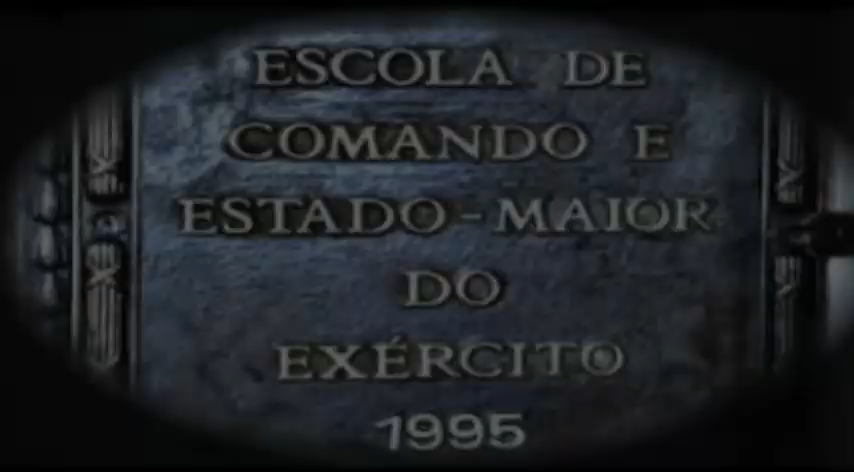 ESCOLA DE
COMANDO E
ESTADO-MAIOR
DO
EXÉRCITO
1995